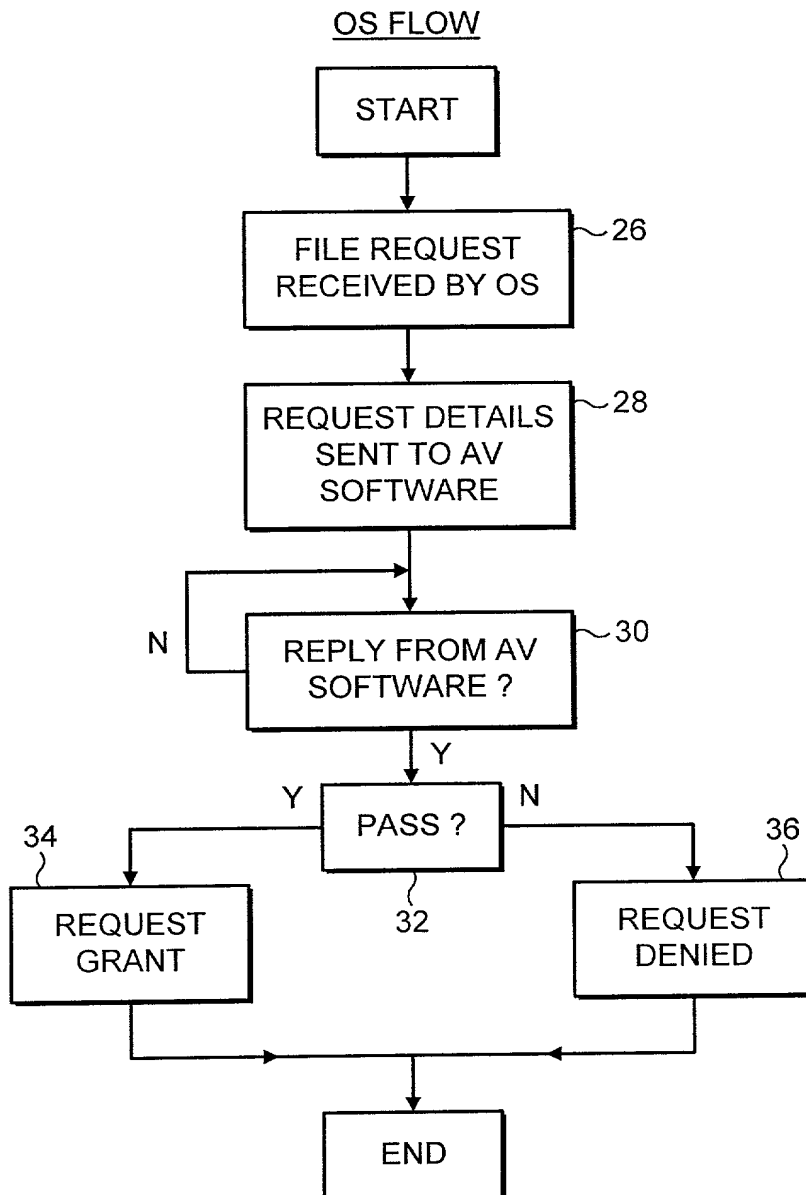 OS FLOW
START
FILE REQUEST
RECEIVED BY OS
26
REQUEST DETAILS
SENT TO AV
SOFTWARE
28
N
REPLY FROM AV
SOFTWARE ?
30
Y
Y
PASS ?
N
32
34
REQUEST
GRANT
36
REQUEST
DENIED
END